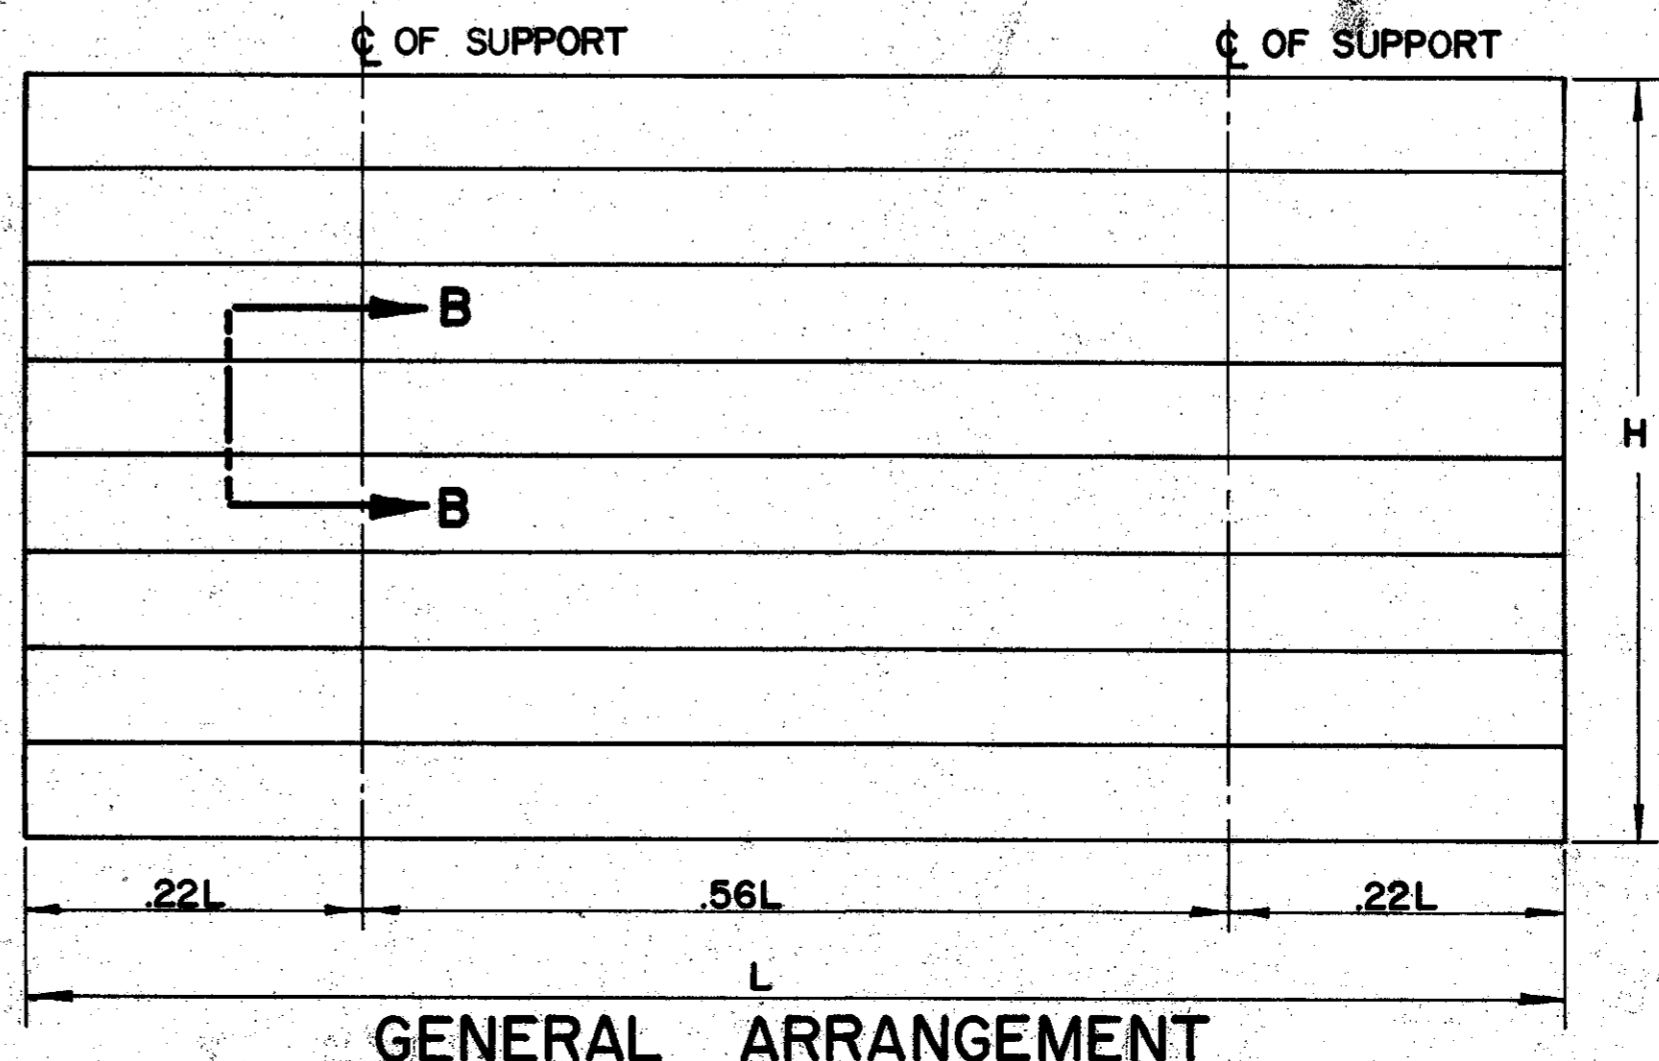 ℄ OF SUPPORT
℄ OF SUPPORT
B
H
B
.22L
.56L
.22L
L
GENERAL ARRANGEMENT